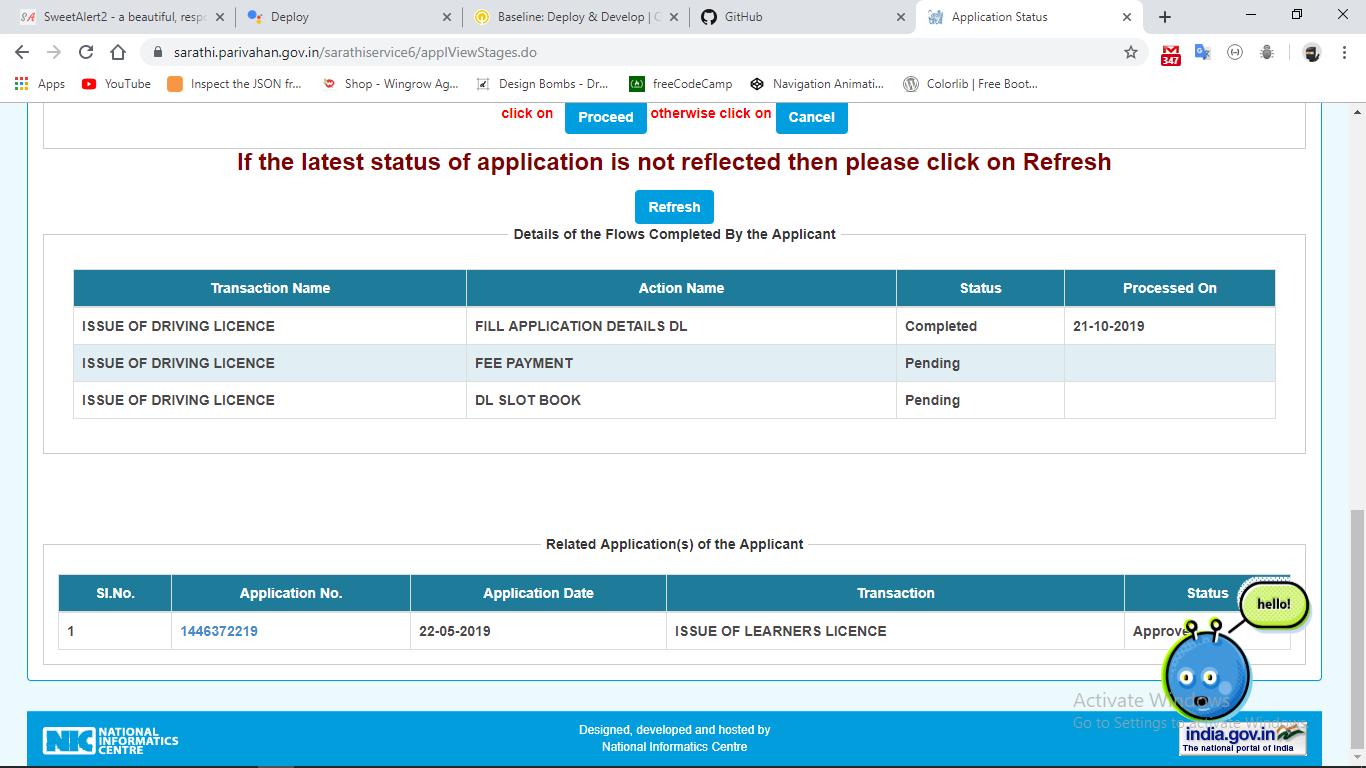 SweetAlert2 - a beautiful, resp
Deploy
Baseline: Deploy & Develop | C
GitHub
Application Status
sarathi.parivahan.gov.in/sarathiservice6/applViewStages.do
347
Apps
YouTube
Inspect the JSON fr...
Shop - Wingrow Ag...
Design Bombs - Dr...
freeCodeCamp
Navigation Animati...
Colorlib | Free Boot...
click on Proceed otherwise click on Cancel
If the latest status of application is not reflected then please click on Refresh
Refresh
Details of the Flows Completed By the Applicant
Transaction Name Action Name Status Processed On
ISSUE OF DRIVING LICENCE FILL APPLICATION DETAILS DL Completed 21-10-2019
ISSUE OF DRIVING LICENCE FEE PAYMENT Pending
ISSUE OF DRIVING LICENCE DL SLOT BOOK Pending
Related Application(s) of the Applicant
Sl.No. Application No. Application Date Transaction Status
1 1446372219 22-05-2019 ISSUE OF LEARNERS LICENCE Approve
hello!
Activate Windows
Go to Settings to activate Windows.
NIC NATIONAL
INFORMATICS
CENTRE
Designed, developed and hosted by
National Informatics Centre
india.gov.in
The national portal of India